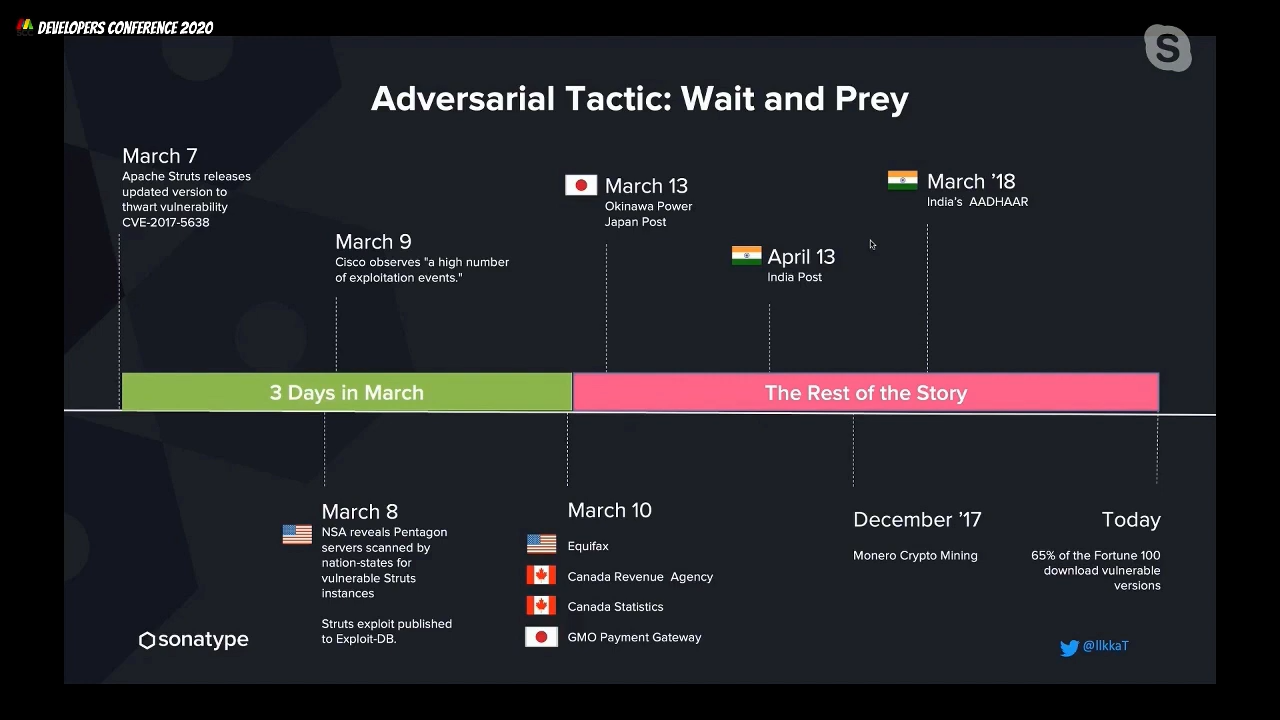 DEVELOPERS CONFERENCE 2020
S
Adversarial Tactic: Wait and Prey
March 7
Apache Struts releases
updated version to
thwart vulnerability
CVE-2017-5638
March 9
Cisco observes "a high number
of exploitation events."
March 13
Okinawa Power
Japan Post
April 13
India Post
March ’18
India's AADHAAR
3 Days in March
The Rest of the Story
March 8
NSA reveals Pentagon
servers scanned by
nation-states for
vulnerable Struts
instances
Struts exploit published
to Exploit-DB.
March 10
Equifax
Canada Revenue Agency
Canada Statistics
GMO Payment Gateway
December ’17
Monero Crypto Mining
Today
65% of the Fortune 100
download vulnerable
versions
sonatype
@llkkaT